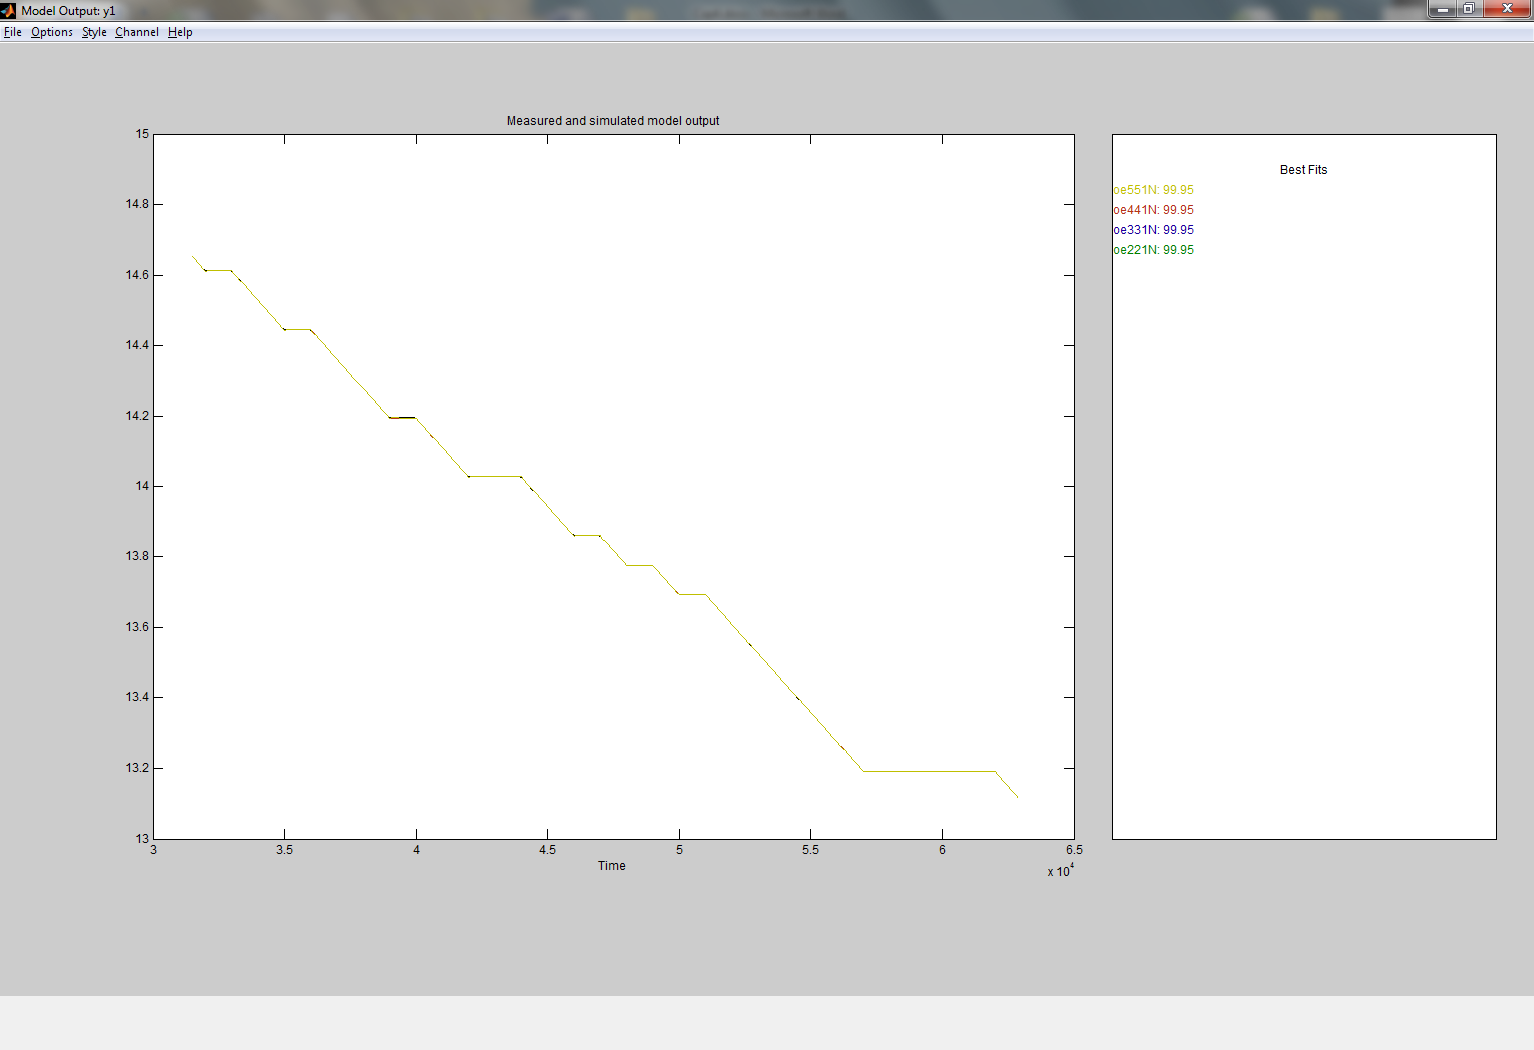 Model Output: y1
File Options Style Channel Help
Measured and simulated model output
15
14.8
14.6
14.4
14.2
14
13.8
13.6
13.4
13.2
13
3 3.5 4 4.5 5 5.5 6 6.5
Time
x 10^4
Best Fits
oe551N: 99.95
oe441N: 99.95
oe331N: 99.95
oe221N: 99.95